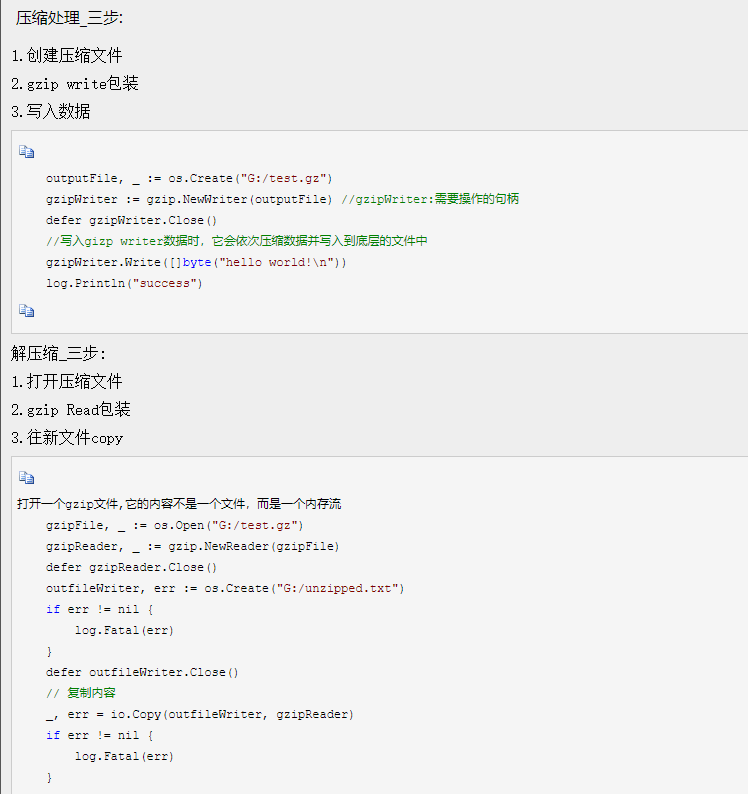 压缩处理_三步:
1.创建压缩文件
2.gzip write包装
3.写入数据
outputFile, _ := os.Create("G:/test.gz")
gzipWriter := gzip.NewWriter(outputFile) //gzipWriter:需要操作的句柄
defer gzipWriter.Close()
//写入gizp writer数据时，它会依次压缩数据并写入到底层的文件中
gzipWriter.Write([]byte("hello world!\n"))
log.Println("success")
解压缩_三步:
1.打开压缩文件
2.gzip Read包装
3.往新文件copy
打开一个gzip文件,它的内容不是一个文件，而是一个内存流
gzipFile, _ := os.Open("G:/test.gz")
gzipReader, _ := gzip.NewReader(gzipFile)
defer gzipReader.Close()
outfileWriter, err := os.Create("G:/unzipped.txt")
if err != nil {
log.Fatal(err)
}
defer outfileWriter.Close()
// 复制内容
_, err = io.Copy(outfileWriter, gzipReader)
if err != nil {
log.Fatal(err)
}